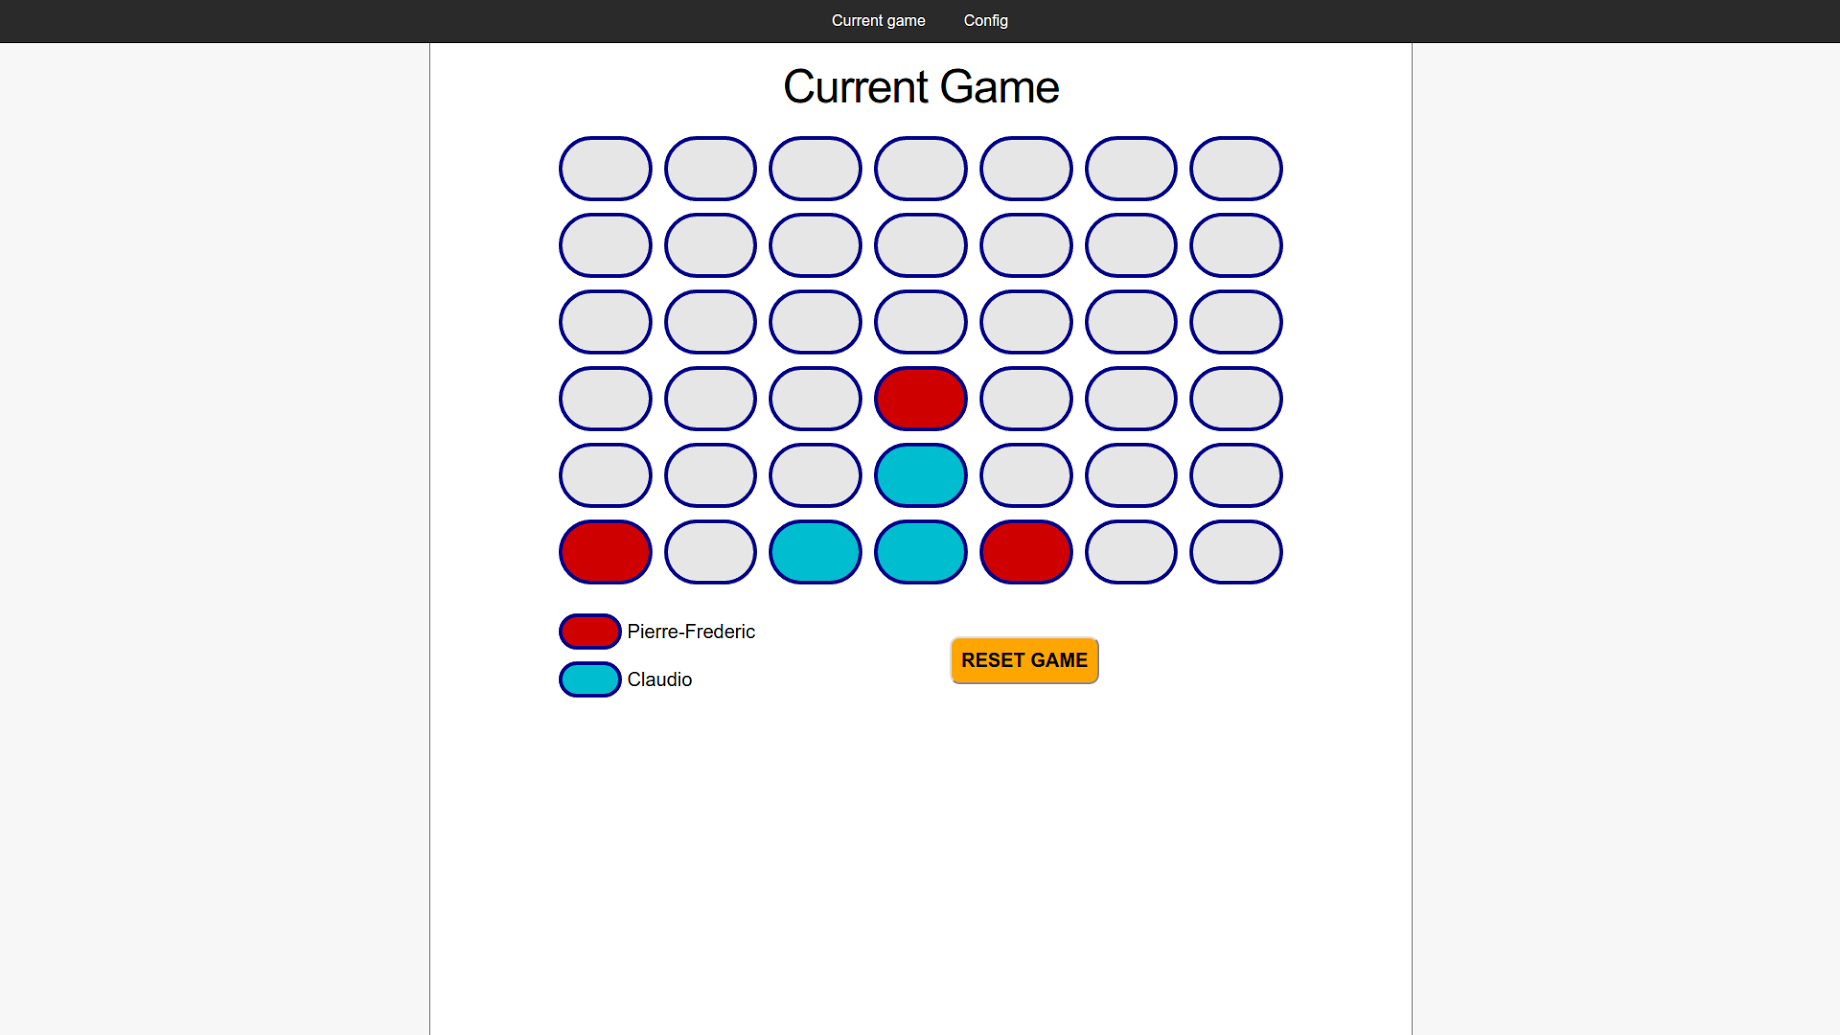 Current game Config
Current Game
Pierre-Frederic
RESET GAME
Claudio